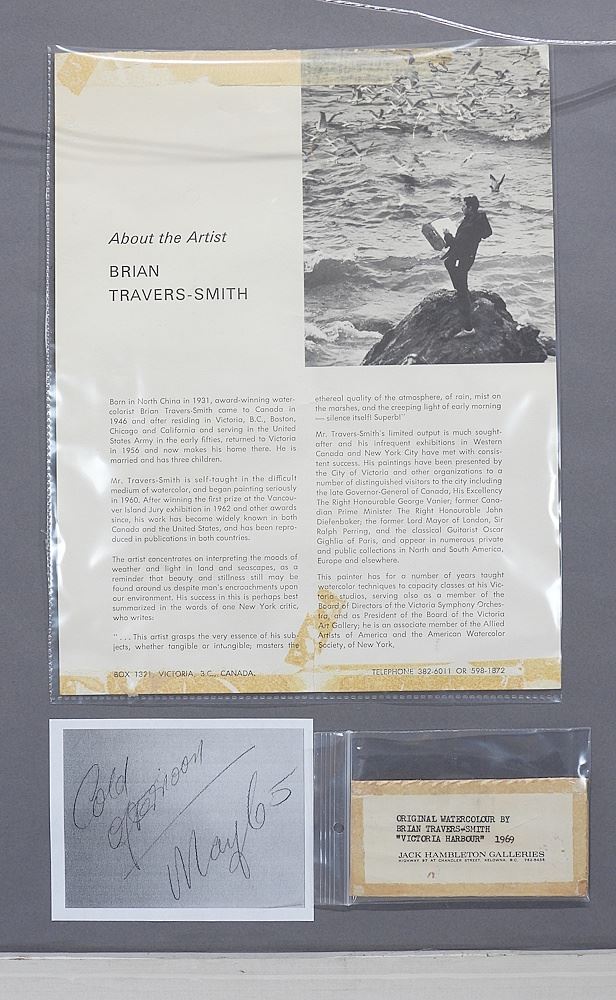 About the Artist
BRIAN
TRAVERS-SMITH
Born in North China in 1931, award-winning water-
colorist Brian Travers-Smith came to Canada in
1946 and after residing in Victoria, B.C., Boston,
Chicago and California and serving in the United
States Army in the early fifties, returned to Victoria
in 1956 and now makes his home there. He is
married and has three children.
Mr. Travers-Smith is self-taught in the difficult
medium of watercolor, and began painting seriously
in 1960. After winning the first prize at the Vancou-
ver Island Jury exhibition in 1962 and other awards
since, his work has become widely known in both
Canada and the United States, and has been repro-
duced in publications in both countries.
The artist concentrates on interpreting the moods of
weather and light in land and seascapes, as a
reminder that beauty and stillness still may be
found around us despite man's encroachments upon
our environment. His success in this is perhaps best
summarized in the words of one New York critic,
who writes:
" . . . This artist grasps the very essence of his sub-
jects, whether tangible or intangible; masters the
ethereal quality of the atmosphere, of rain, mist on
the marshes, and the creeping light of early morning
— silence itself! Superb!"
Mr. Travers-Smith's limited output is much sought-
after and his infrequent exhibitions in Western
Canada and New York City have met with consis-
tent success. His paintings have been presented by
the City of Victoria and other organizations to a
number of distinguished visitors to the city including
the late Governor-General of Canada, His Excellency
The Right Honourable George Vanier; former Cana-
dian Prime Minister The Right Honourable John
Diefenbaker; the former Lord Mayor of London, Sir
Ralph Perring, and the classical Guitarist Oscar
Giglia of Paris, and appear in numerous private
and public collections in North and South America,
Europe and elsewhere.
This painter has for a number of years taught
watercolor techniques to capacity classes at his Vic-
toria studios, serving also as a member of the
Board of Directors of the Victoria Symphony Orches-
tra, and as President of the Board of the Victoria
Art Gallery; he is an associate member of the Allied
Artists of America and the American Watercolor
Society, of New York.
BOX 1321, VICTORIA, B.C., CANADA.
TELEPHONE 382-6011 OR 598-1872
Cold
afternoon
May 65
ORIGINAL WATERCOLOUR BY
BRIAN TRAVERS-SMITH
"VICTORIA HARBOUR" 1969
JACK HAMBLETON GALLERIES
HIGHWAY 97 AT CHANDLER STREET, KELOWNA, B.C.